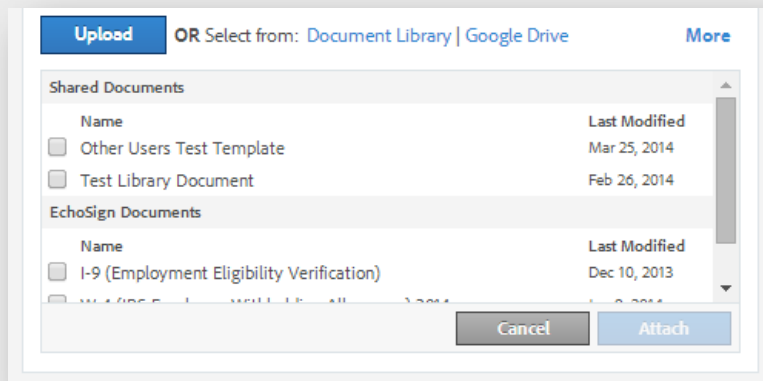 Upload OR Select from: Document Library | Google Drive More
Shared Documents
Name Last Modified
Other Users Test Template Mar 25, 2014
Test Library Document Feb 26, 2014
EchoSign Documents
Name Last Modified
I-9 (Employment Eligibility Verification) Dec 10, 2013
Cancel Attach